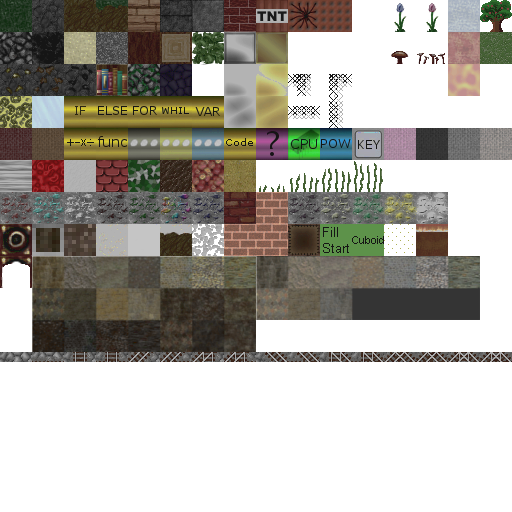 TNT
IF ELSE FOR WHIL VAR
+-×÷ func Code ? CPU POW KEY
Fill Cuboid
Start